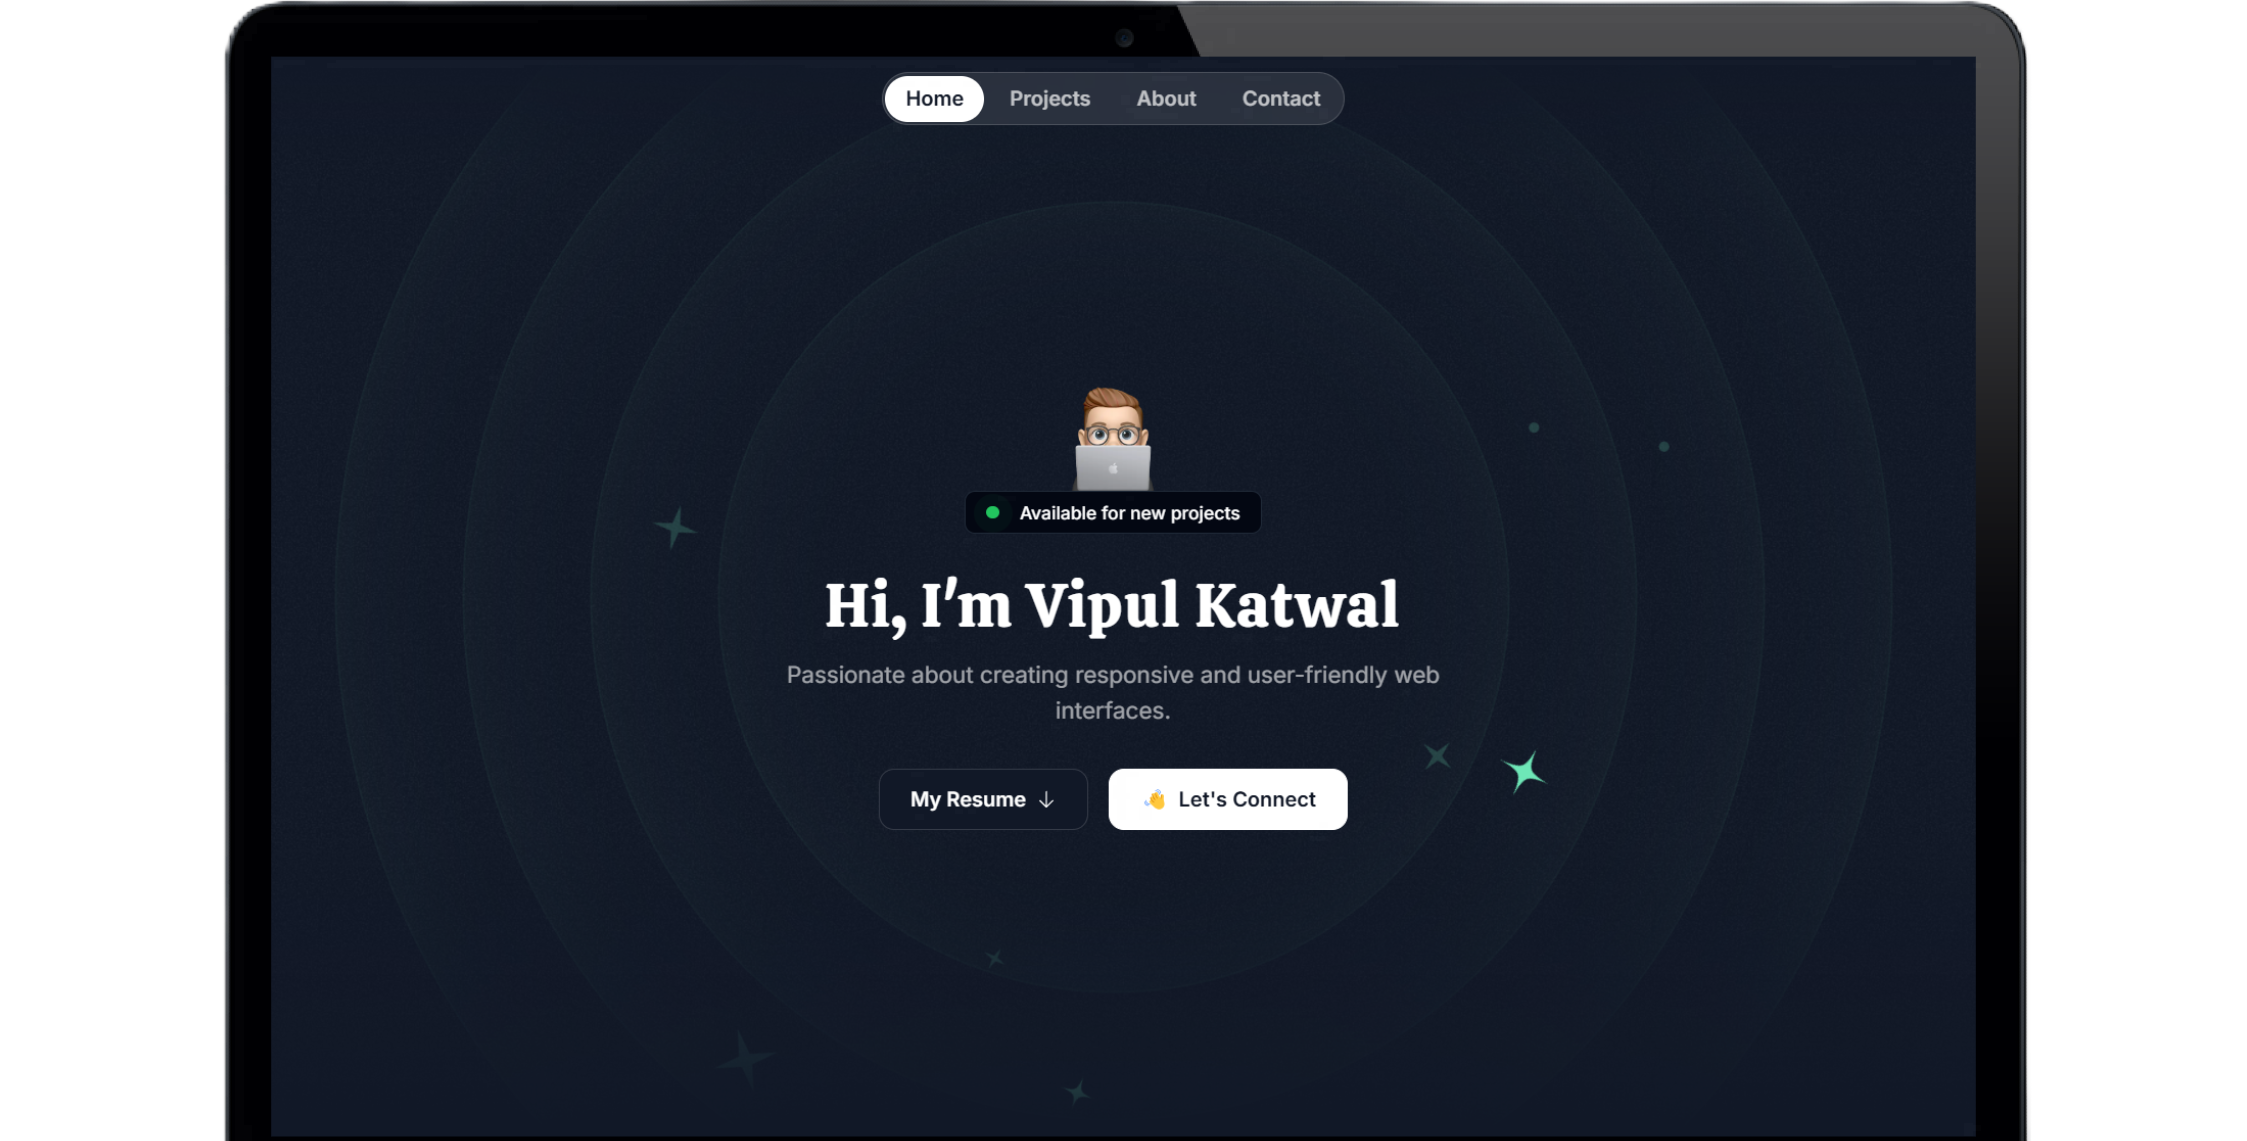 Home Projects About Contact
Available for new projects
Hi, I'm Vipul Katwal
Passionate about creating responsive and user-friendly web
interfaces.
My Resume ↓ 👋 Let's Connect